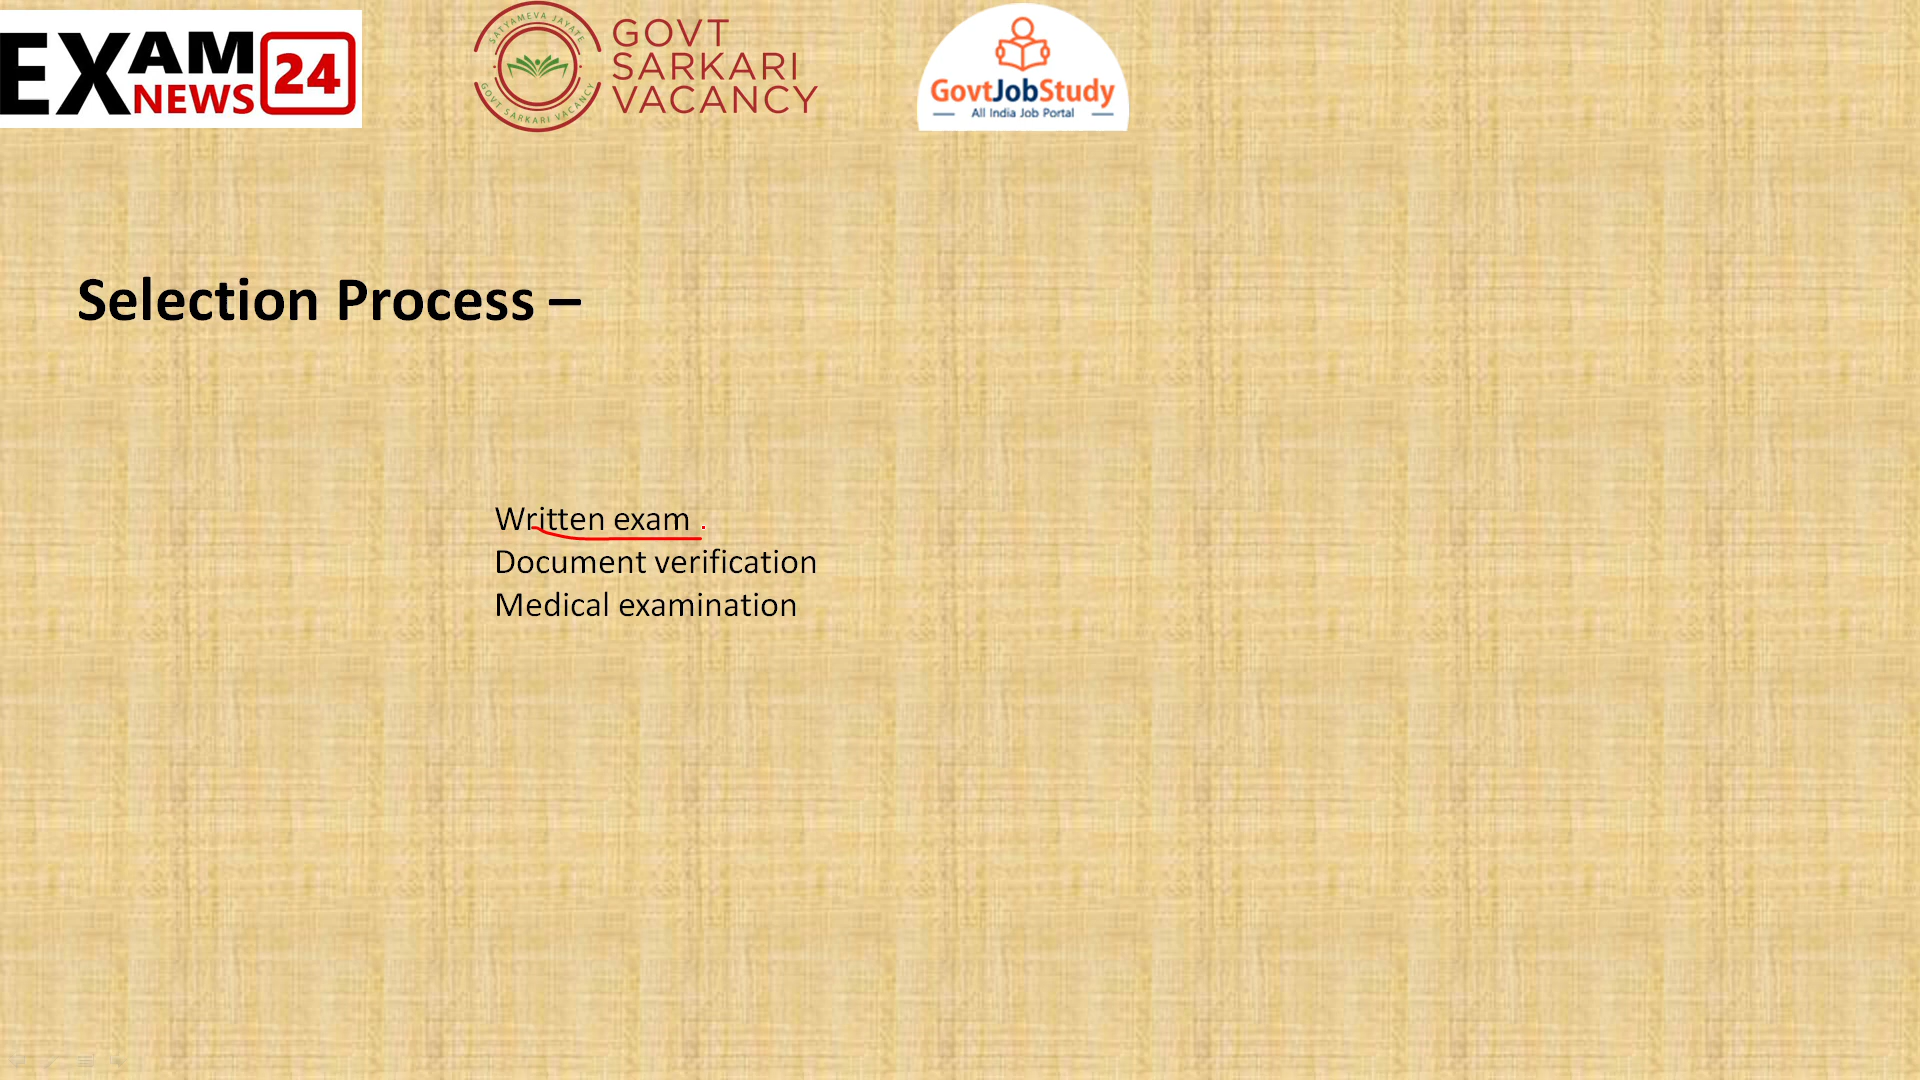 EXAM NEWS 24
SATYAMEVA JAYATE
GOVT SARKARI VACANCY
GOVT
SARKARI
VACANCY
GovtJobStudy
All India Job Portal
Selection Process –
Written exam
Document verification
Medical examination